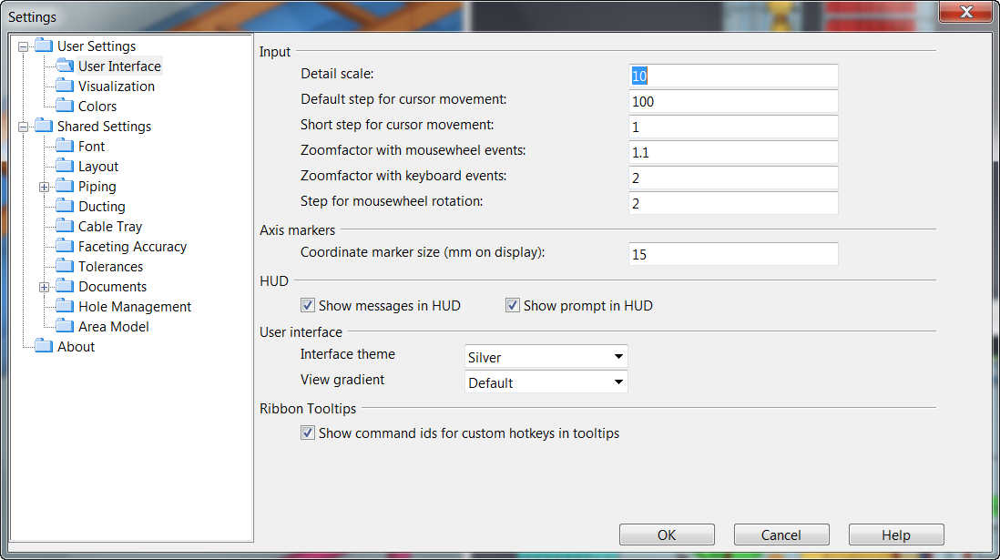 Settings
User Settings
User Interface
Visualization
Colors
Shared Settings
Font
Layout
Piping
Ducting
Cable Tray
Faceting Accuracy
Tolerances
Documents
Hole Management
Area Model
About
Input
Detail scale: 10
Default step for cursor movement: 100
Short step for cursor movement: 1
Zoomfactor with mousewheel events: 1.1
Zoomfactor with keyboard events: 2
Step for mousewheel rotation: 2
Axis markers
Coordinate marker size (mm on display): 15
HUD
Show messages in HUD Show prompt in HUD
User interface
Interface theme Silver
View gradient Default
Ribbon Tooltips
Show command ids for custom hotkeys in tooltips
OK Cancel Help